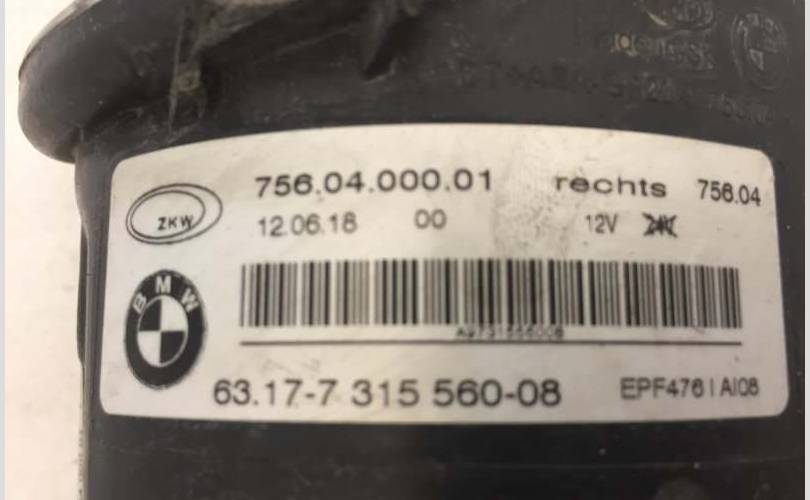 756.04.000.01 rechts 756.04
ZKW
12.06.18 00 12V 24V
BMW
63.17-7 315 560-08 EPF476 I AI08